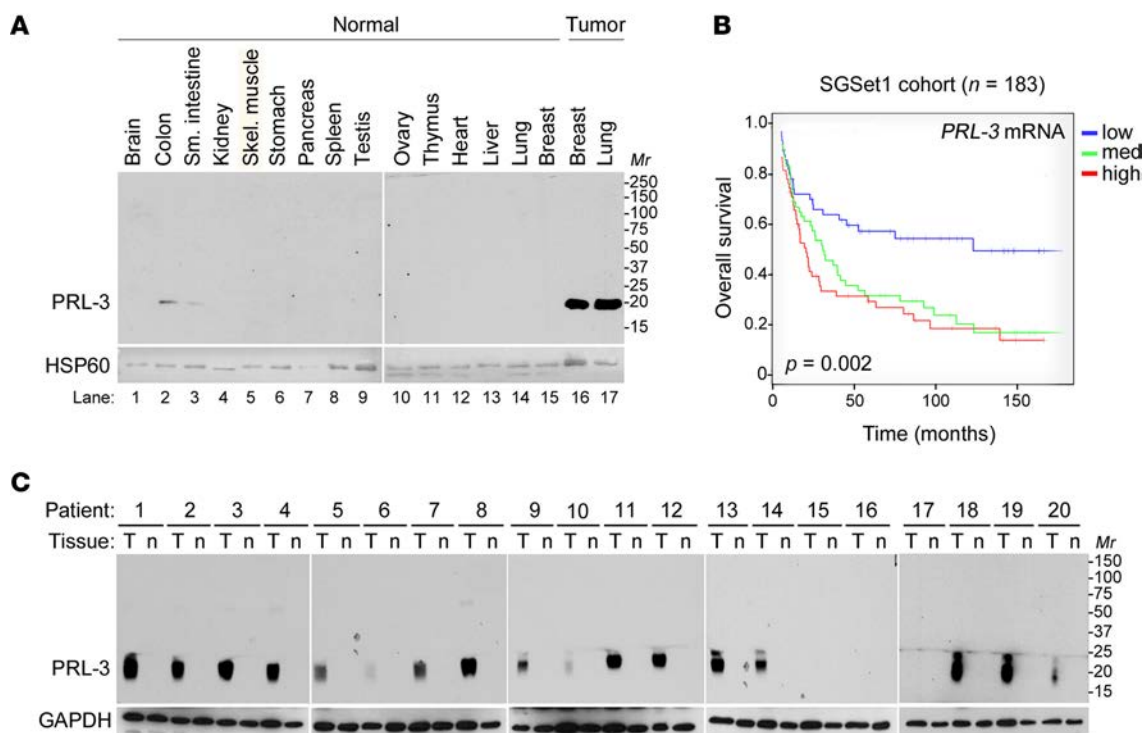 A
Normal Tumor
Brain Colon Sm. intestine Kidney Skel. muscle Stomach Pancreas Spleen Testis Ovary Thymus Heart Liver Lung Breast Breast Lung
Mr
-250
-150
-100
-75
-50
-37
-25
-20
-15
PRL-3
HSP60
Lane: 1 2 3 4 5 6 7 8 9 10 11 12 13 14 15 16 17
B
SGSet1 cohort (n = 183)
PRL-3 mRNA
low
med
high
Overall survival
1.0
0.8
0.6
0.4
0.2
0
p = 0.002
0 50 100 150
Time (months)
C
Patient: 1 2 3 4 5 6 7 8 9 10 11 12 13 14 15 16 17 18 19 20
Tissue: T n T n T n T n T n T n T n T n T n T n T n T n T n T n T n T n T n T n T n T n
Mr
-150
-100
-75
-50
-37
-25
-20
-15
PRL-3
GAPDH